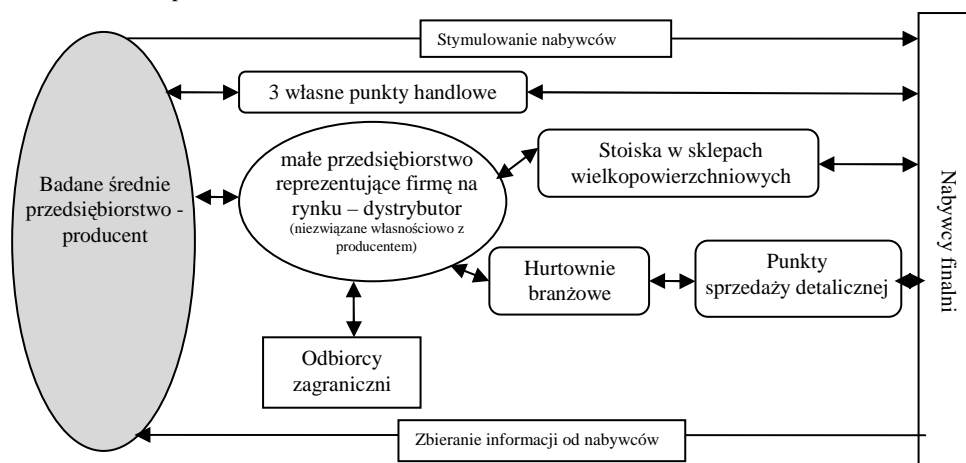 Stymulowanie nabywców
3 własne punkty handlowe
Badane średnie
przedsiębiorstwo -
producent
małe przedsiębiorstwo
reprezentujące firmę na
rynku – dystrybutor
(niezwiązane własnościowo z
producentem)
Stoiska w sklepach
wielkopowierzchniowych
Hurtownie
branżowe
Punkty
sprzedaży detalicznej
Odbiorcy
zagraniczni
Zbieranie informacji od nabywców
Nabywcy finalni